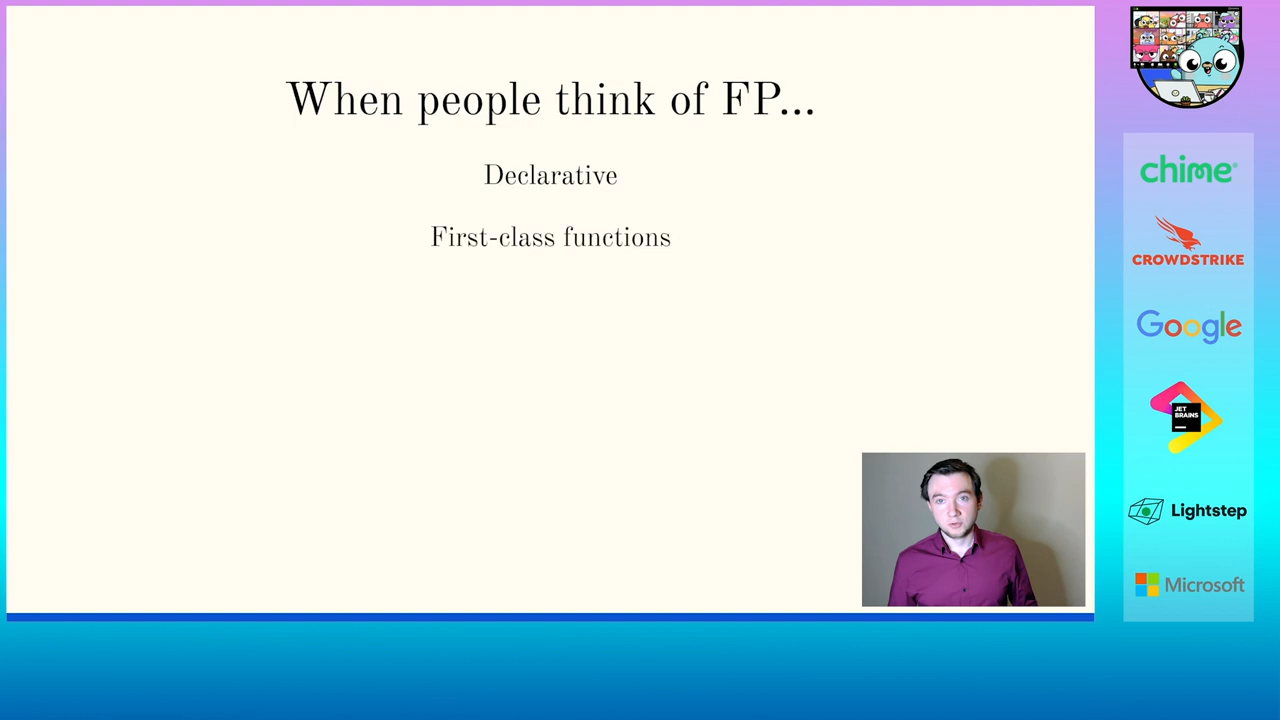 When people think of FP...
Declarative
First-class functions
chime
CROWDSTRIKE
Google
JET
BRAINS
Lightstep
Microsoft